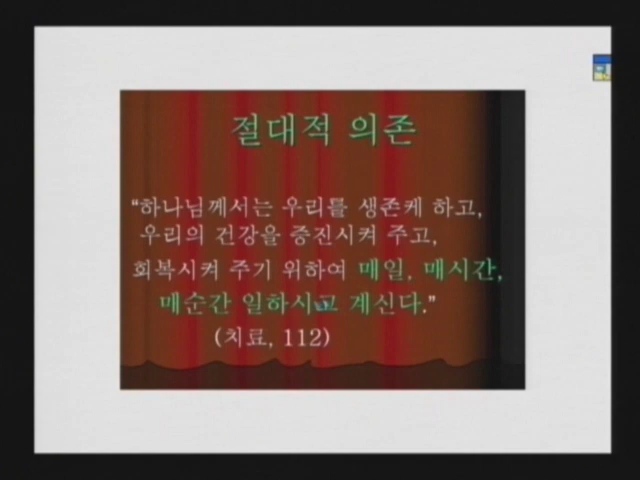 절대적 의존
“하나님께서는 우리를 생존케 하고,
우리의 건강을 증진시켜 주고,
회복시켜 주기 위하여 매일, 매시간,
매순간 일하시고 계신다.”
(치료, 112)